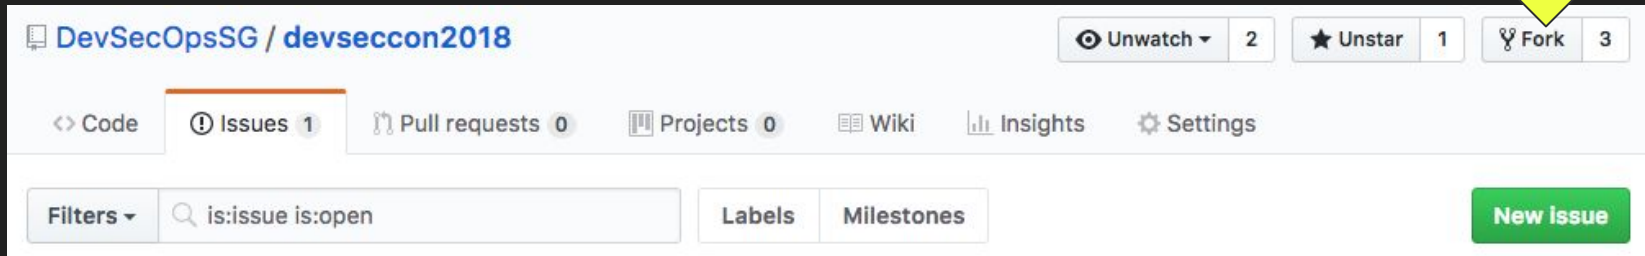 DevSecOpsSG / devseccon2018 Unwatch 2 Unstar 1 Fork 3
Code Issues 1 Pull requests 0 Projects 0 Wiki Insights Settings
Filters is:issue is:open Labels Milestones New issue